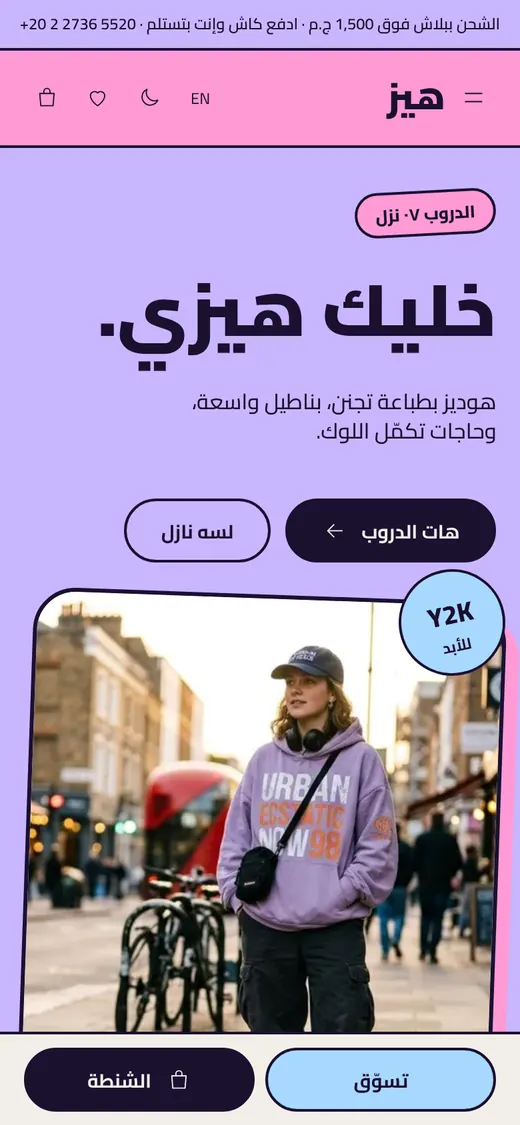 الشحن ببلاش فوق 1,500 ج.م · ادفع كاش وإنت بتستلم · 5520 2736 2 20+
هيز
EN
الدروب ٠٧ نزل
خليك هيزي.
هوديز بطباعة تجنن، بناطيل واسعة،
وحاجات تكمّل اللوك.
هات الدروب
لسه نازل
Y2K
للأبد
URBAN
ECSTATIC
NOW 98
تسوّق
الشنطة